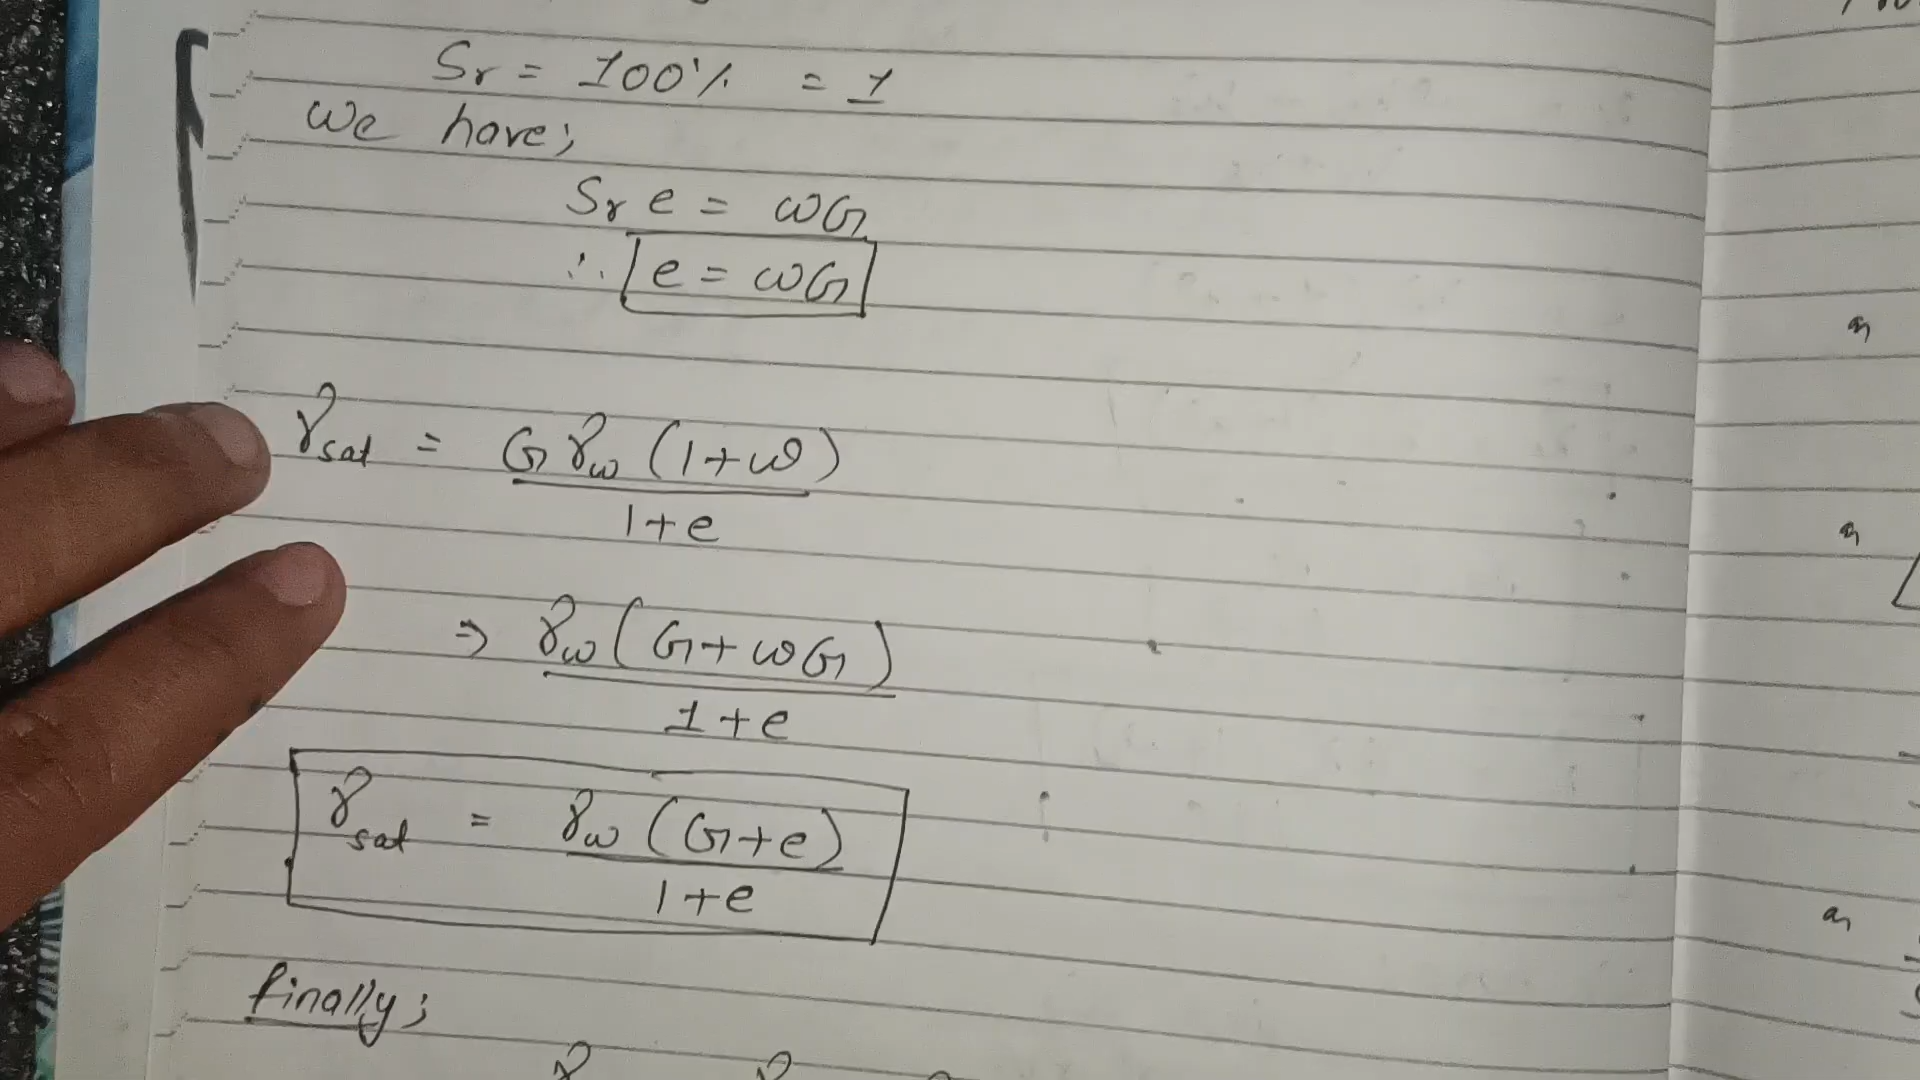 Sr = 100% = 1
We have;
Sr e = wG
∴ e = wG
γsat = Gγw (1+w)
1+e
⇒ γw (G+wG)
1+e
γsat = γw (G+e)
1+e
finally;